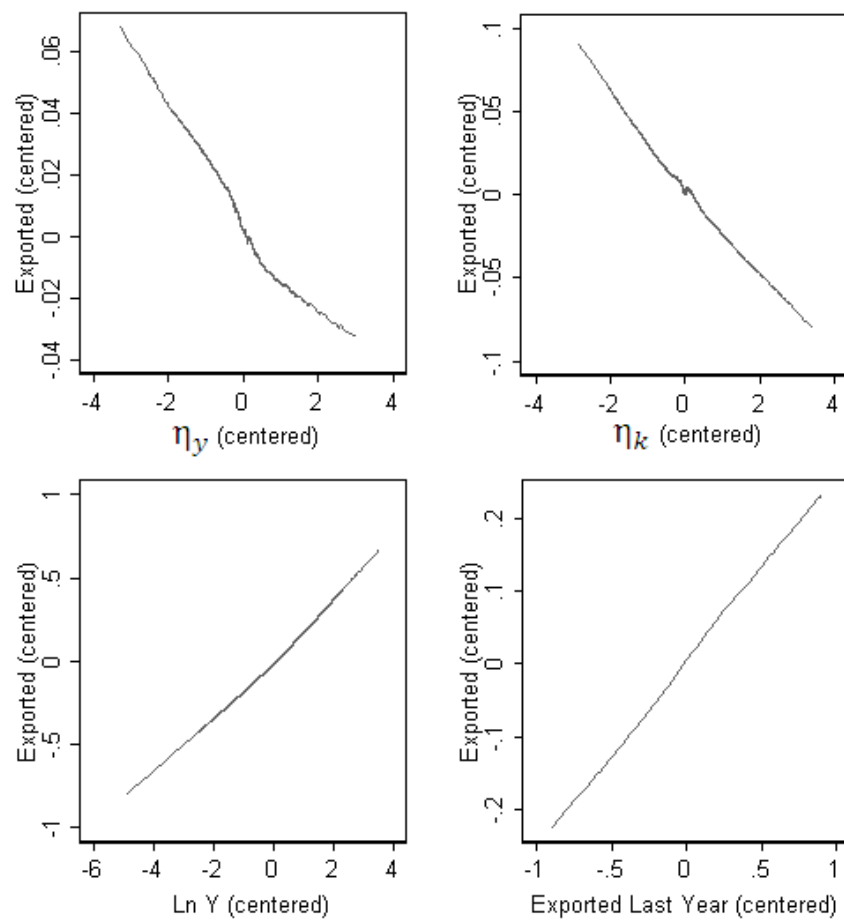 Exported (centered)
-.04 -.02 0 .02 .04 .06
-4 -2 0 2 4
η_y (centered)
Exported (centered)
-.1 -.05 0 .05 .1
-4 -2 0 2 4
η_k (centered)
Exported (centered)
-1 -.5 0 .5 1
-6 -4 -2 0 2 4
Ln Y (centered)
Exported (centered)
-.2 -.1 0 .1 .2
-1 -.5 0 .5 1
Exported Last Year (centered)